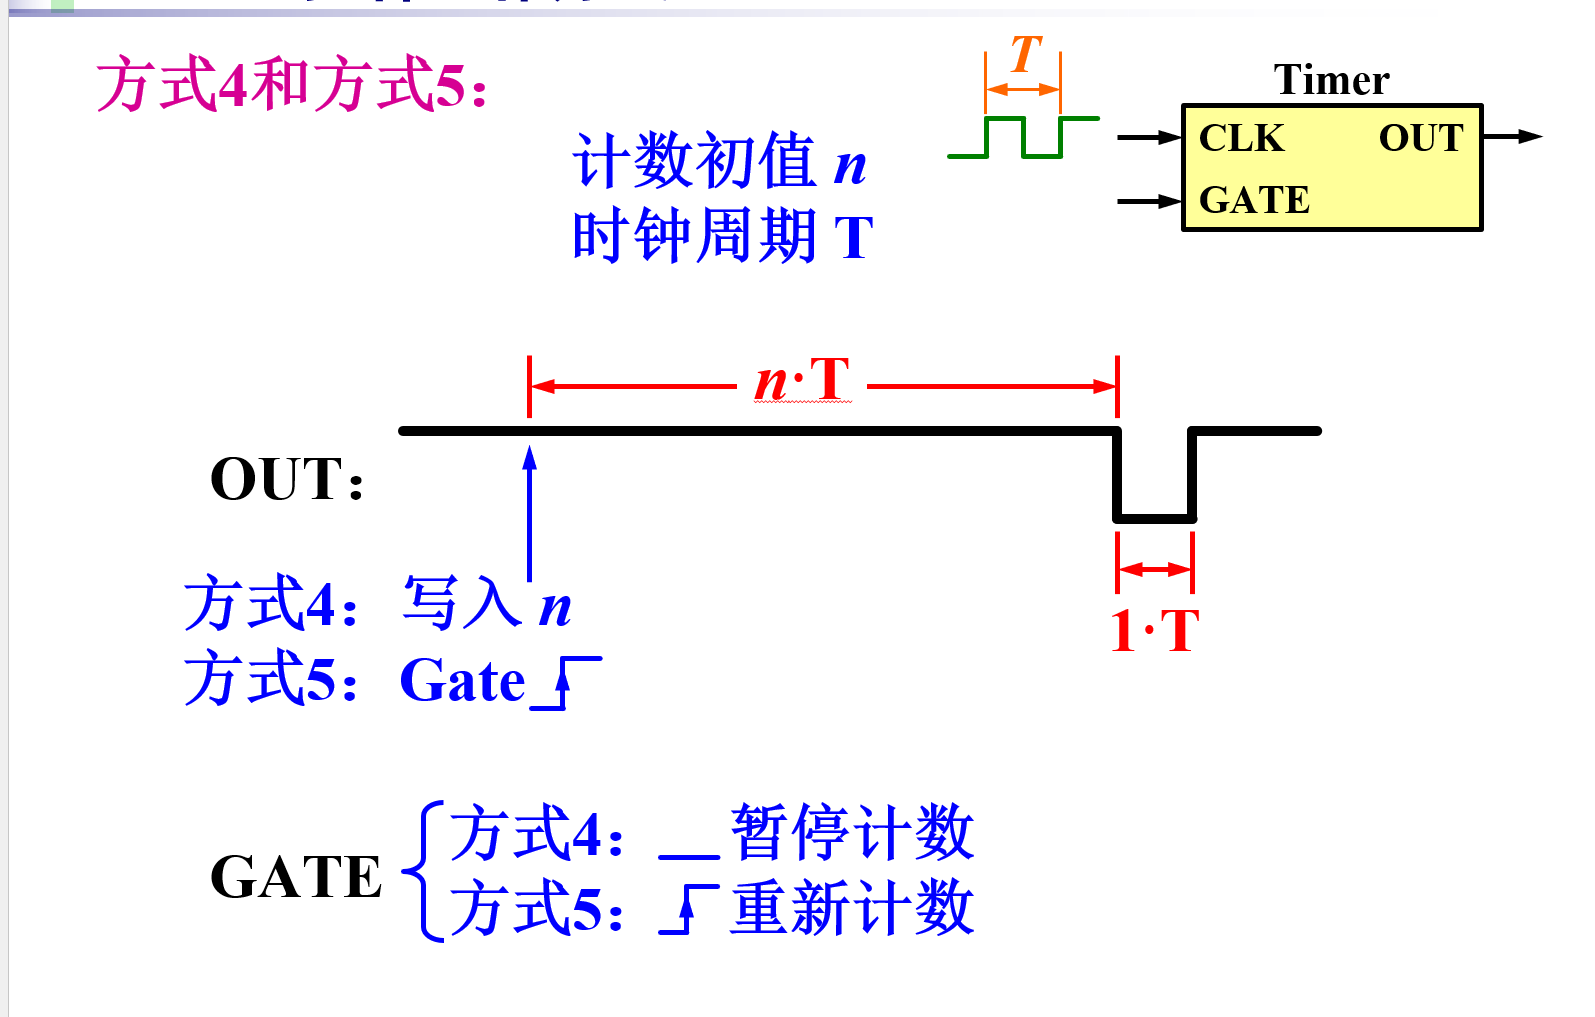 方式4和方式5：
T
Timer
CLK
OUT
GATE
计数初值 n
时钟周期 T
n·T
OUT：
方式4：写入 n
方式5：Gate
1·T
GATE
方式4： 暂停计数
方式5： 重新计数